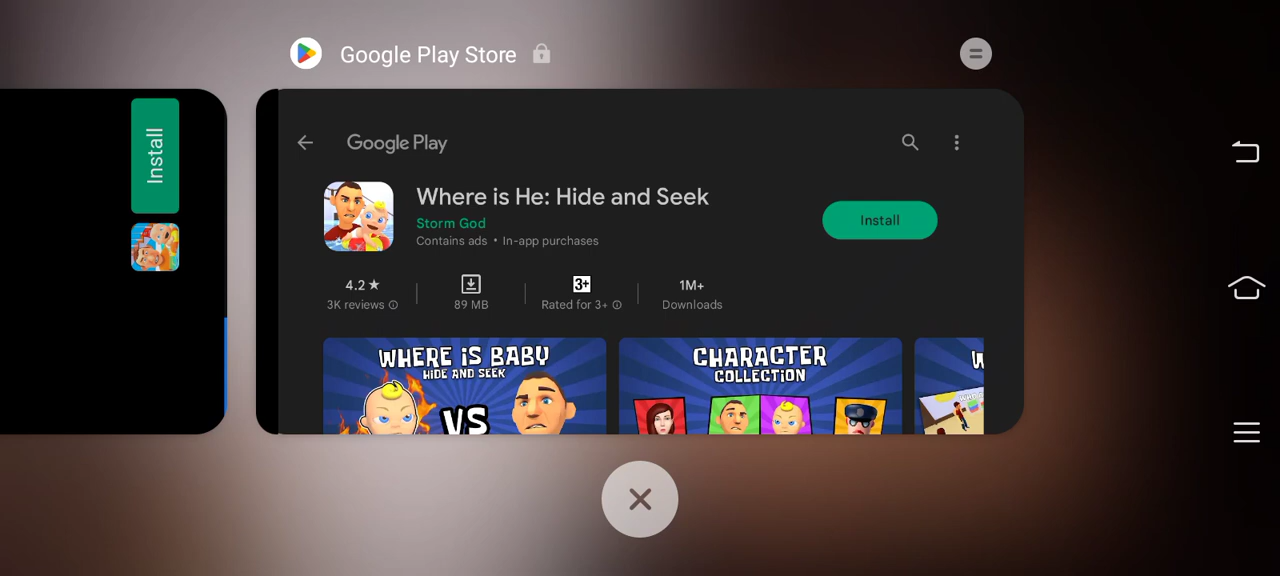 Google Play Store
Install
Google Play
Where is He: Hide and Seek
Storm God
Contains ads • In-app purchases
Install
4.2 ★
3K reviews
89 MB
3+
Rated for 3+
1M+
Downloads
WHERE iS BABY
HiDE AND SEEK
VS
CHARACTER
COLLECTiON